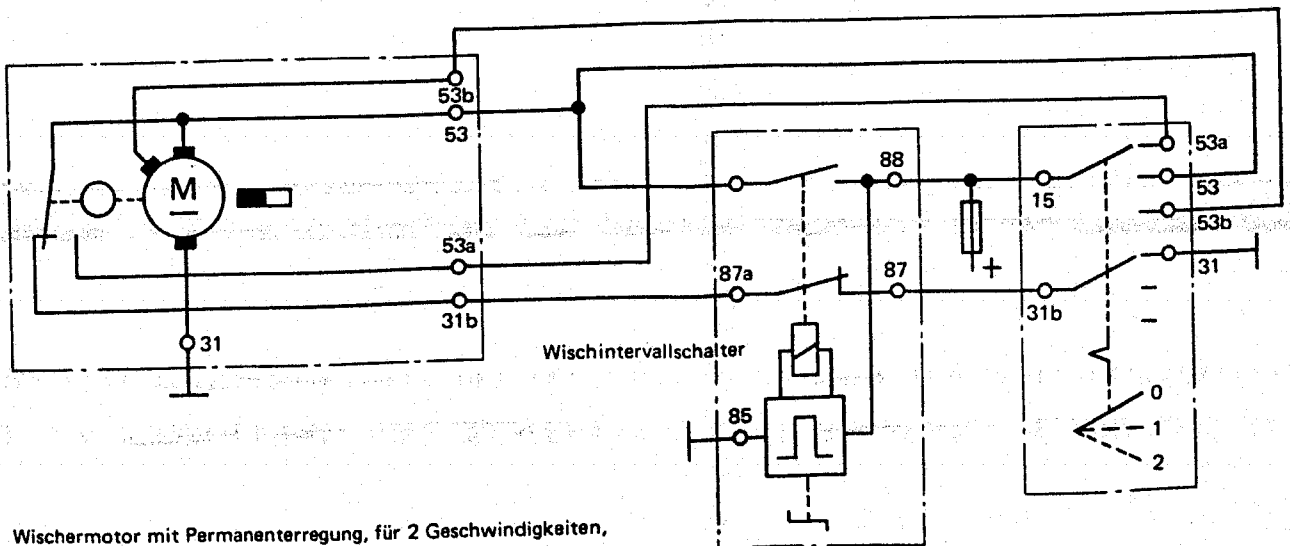 53b
53
53a
M
88
15
53
53b
53a
87a
87
31
31b
31b
31
+
Wischintervallschalter
85
0
1
2
Wischermotor mit Permanenterregung, für 2 Geschwindigkeiten,